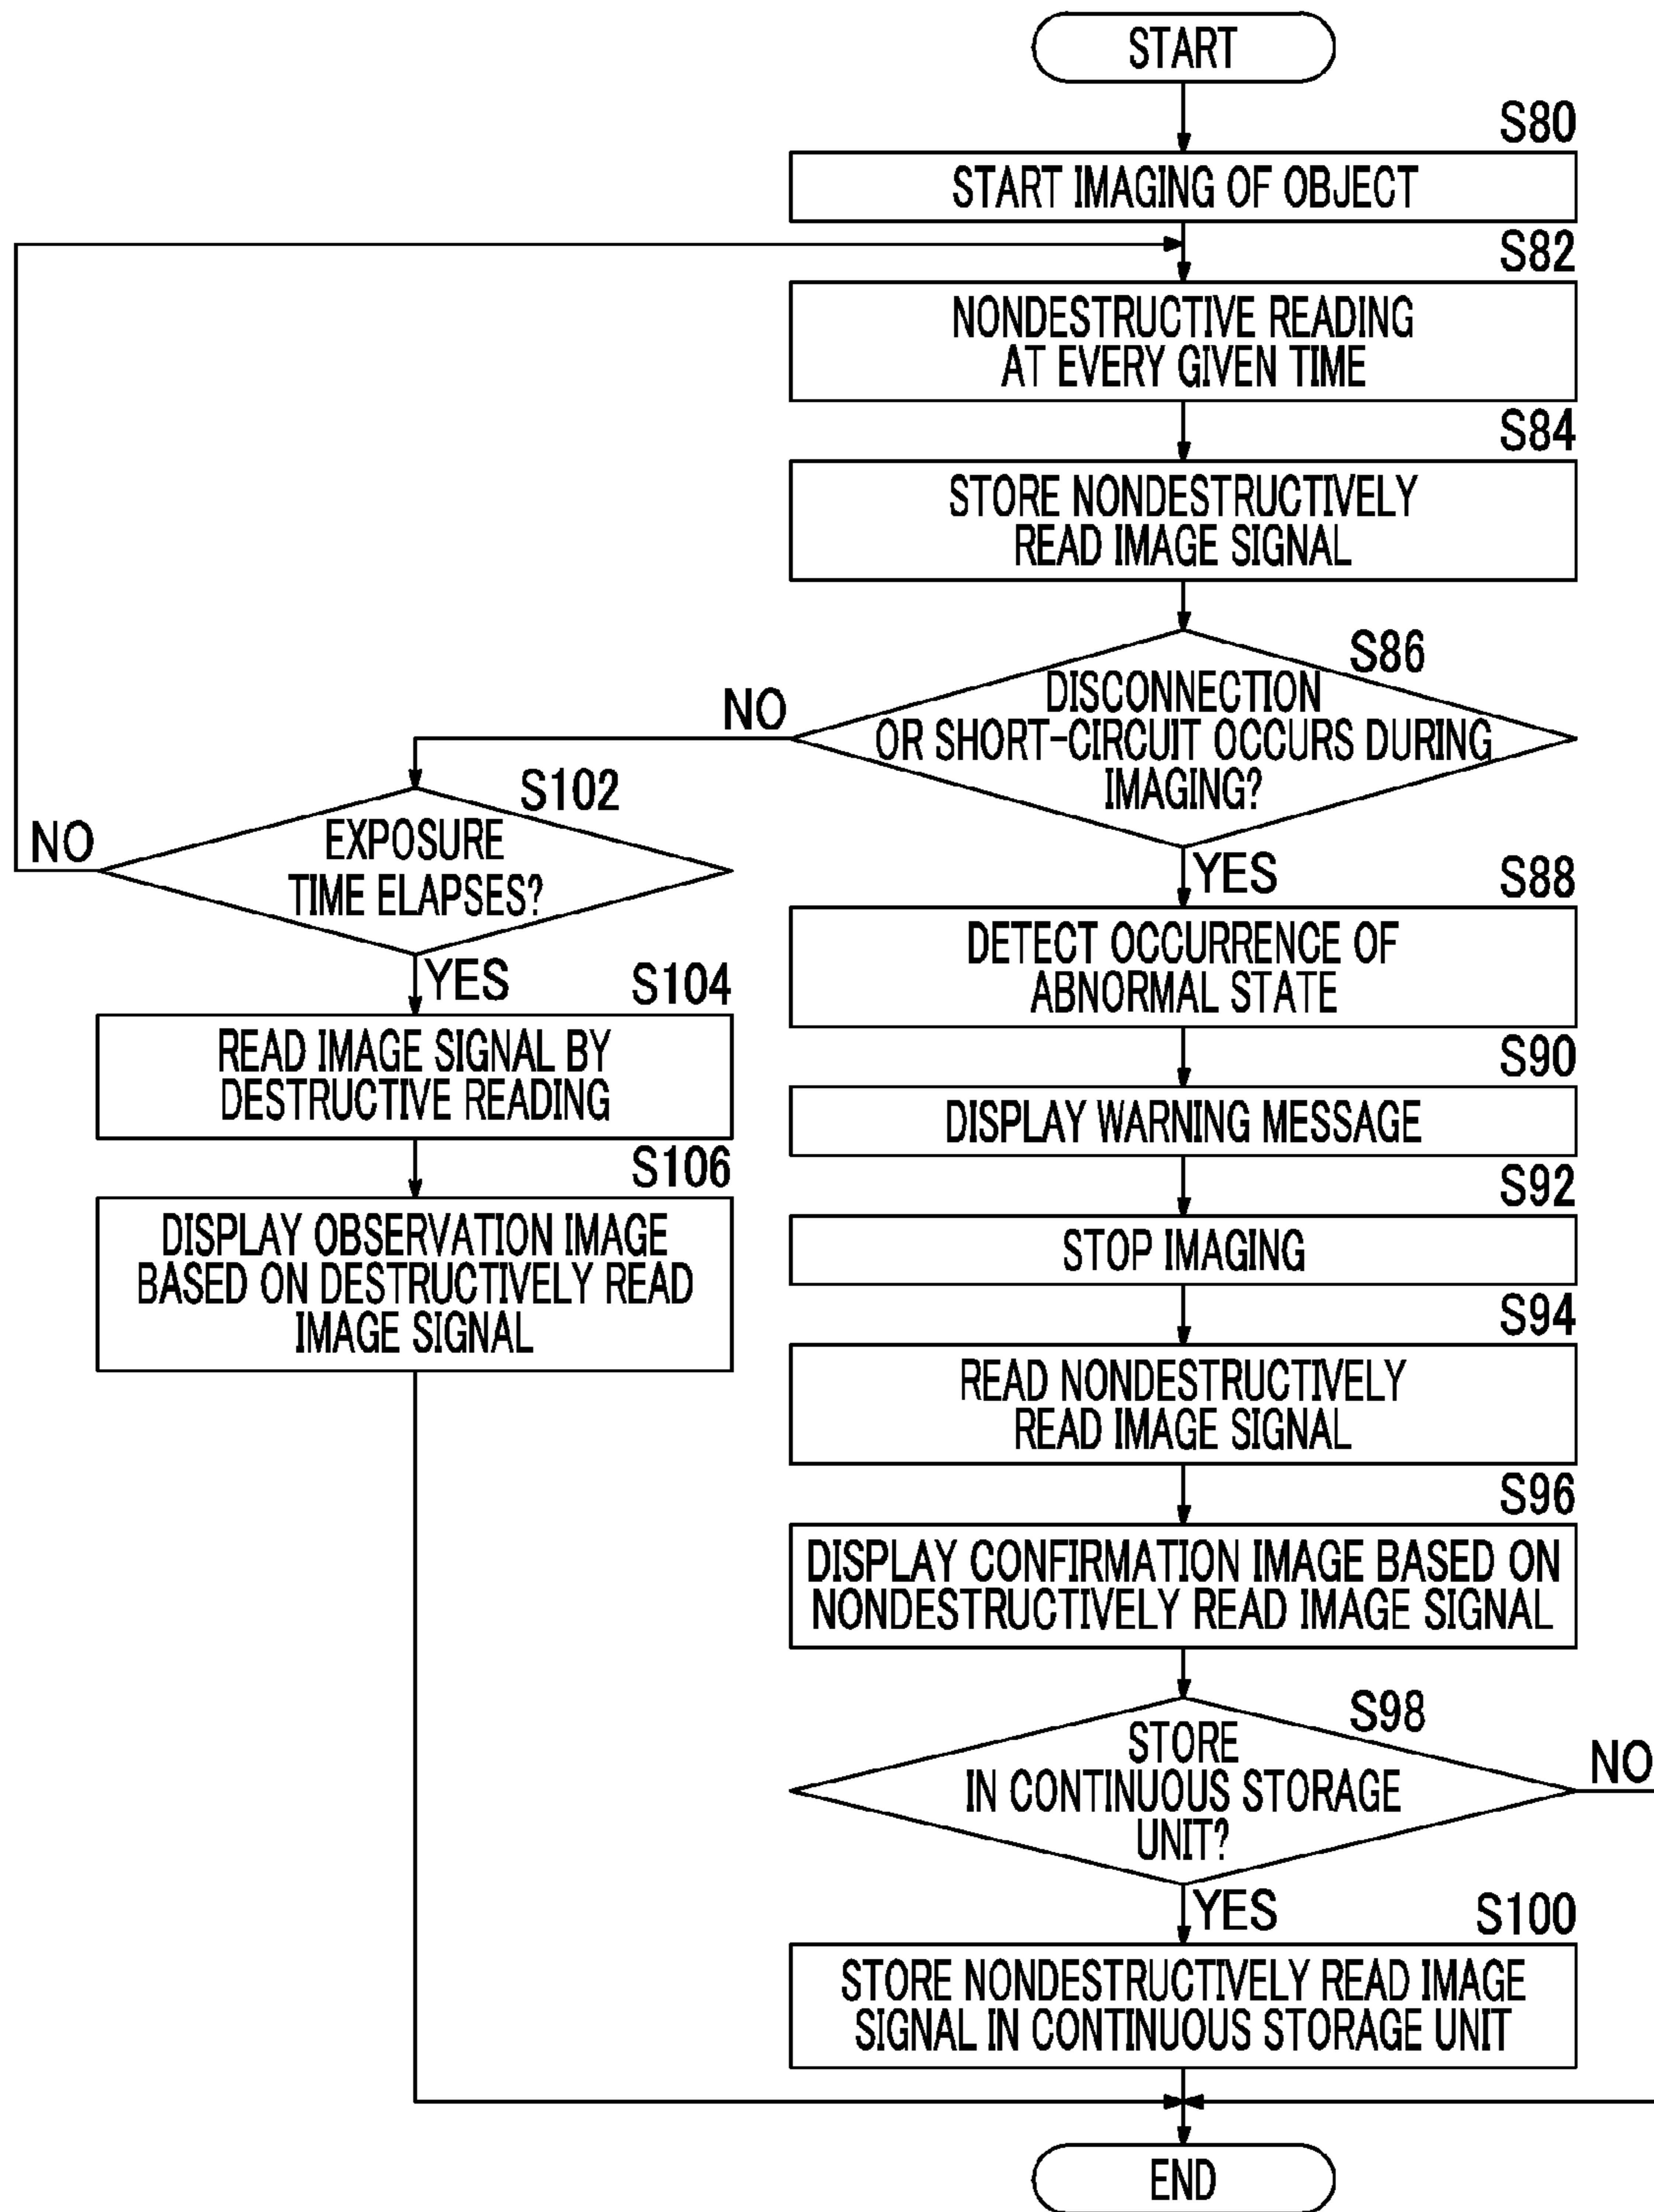 START
S80
START IMAGING OF OBJECT
S82
NONDESTRUCTIVE READING
AT EVERY GIVEN TIME
S84
STORE NONDESTRUCTIVELY
READ IMAGE SIGNAL
S86
DISCONNECTION
OR SHORT-CIRCUIT OCCURS DURING
IMAGING?
NO
YES
S102
EXPOSURE
TIME ELAPSES?
NO
YES
S104
READ IMAGE SIGNAL BY
DESTRUCTIVE READING
S106
DISPLAY OBSERVATION IMAGE
BASED ON DESTRUCTIVELY READ
IMAGE SIGNAL
S88
DETECT OCCURRENCE OF
ABNORMAL STATE
S90
DISPLAY WARNING MESSAGE
S92
STOP IMAGING
S94
READ NONDESTRUCTIVELY
READ IMAGE SIGNAL
S96
DISPLAY CONFIRMATION IMAGE BASED ON
NONDESTRUCTIVELY READ IMAGE SIGNAL
S98
STORE
IN CONTINUOUS STORAGE
UNIT?
NO
YES
S100
STORE NONDESTRUCTIVELY READ IMAGE
SIGNAL IN CONTINUOUS STORAGE UNIT
END